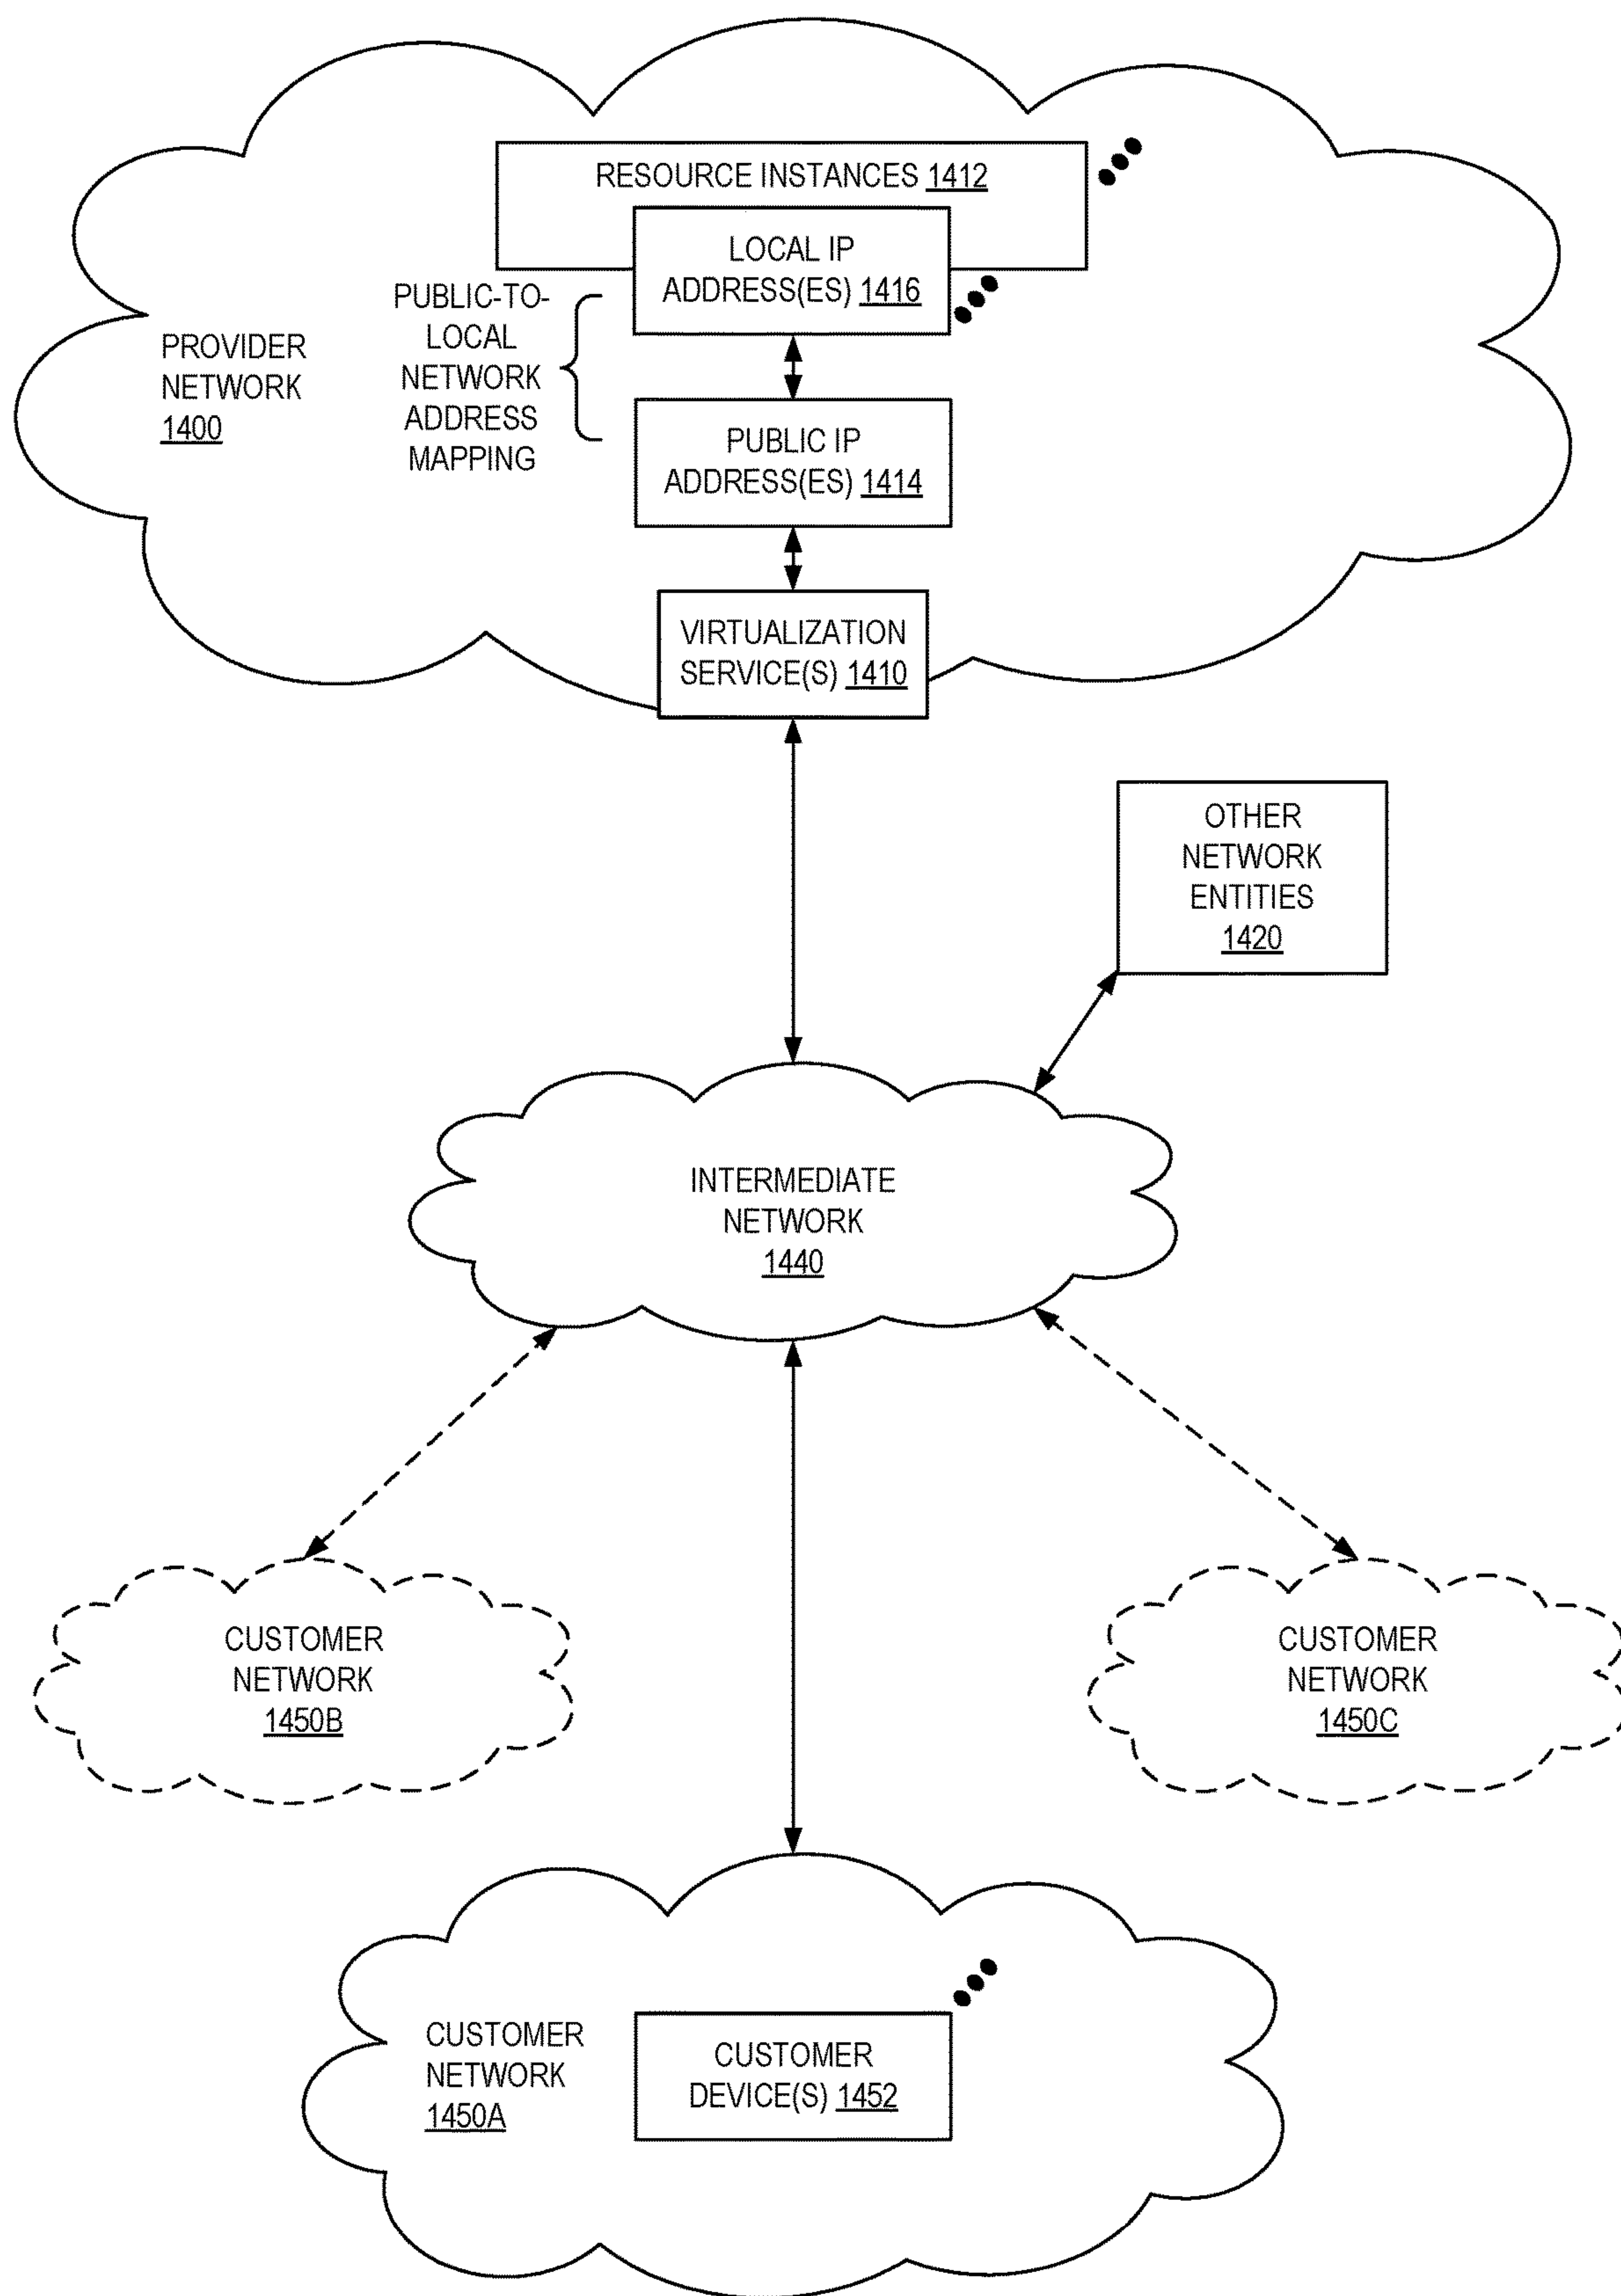 RESOURCE INSTANCES 1412
LOCAL IP
ADDRESS(ES) 1416
PUBLIC-TO-
LOCAL
NETWORK
ADDRESS
MAPPING
PROVIDER
NETWORK
1400
PUBLIC IP
ADDRESS(ES) 1414
VIRTUALIZATION
SERVICE(S) 1410
OTHER
NETWORK
ENTITIES
1420
INTERMEDIATE
NETWORK
1440
CUSTOMER
NETWORK
1450B
CUSTOMER
NETWORK
1450C
CUSTOMER
NETWORK
1450A
CUSTOMER
DEVICE(S) 1452